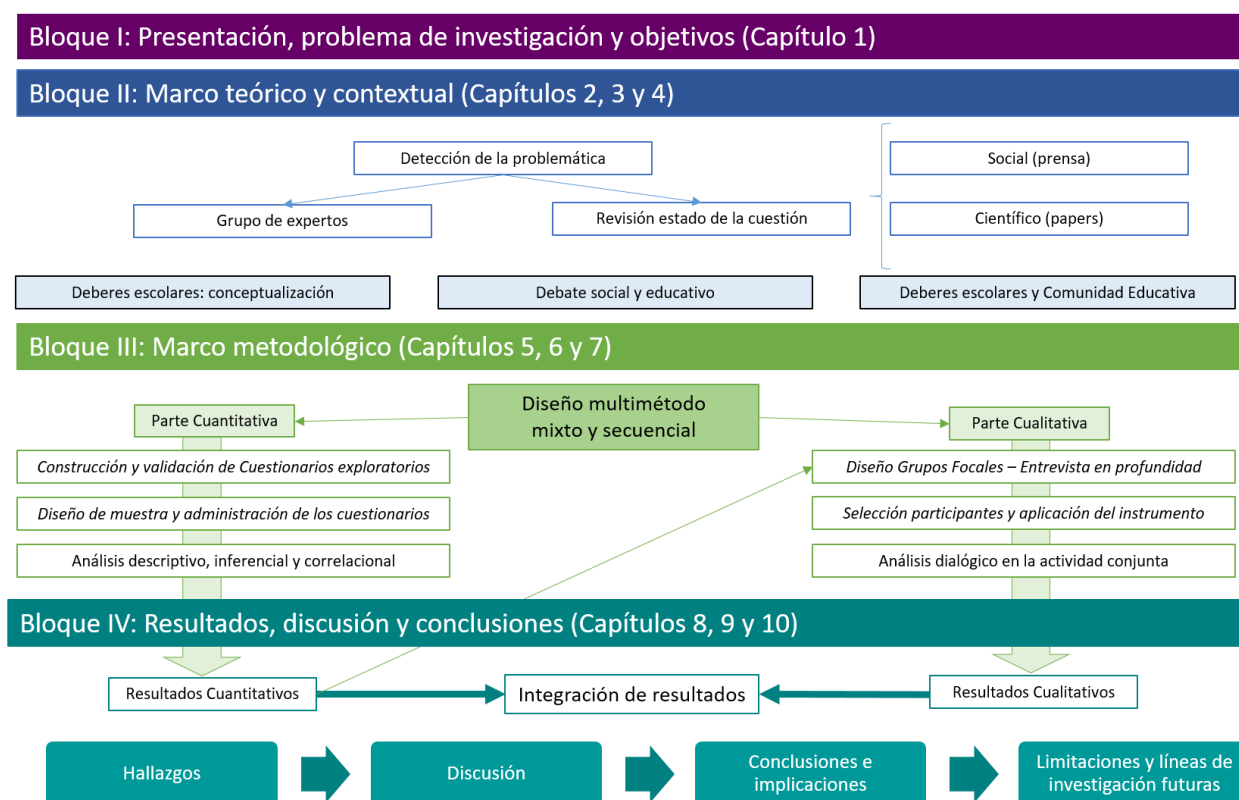 Bloque I: Presentación, problema de investigación y objetivos (Capítulo 1)
Bloque II: Marco teórico y contextual (Capítulos 2, 3 y 4)
Detección de la problemática
Social (prensa)
Grupo de expertos
Revisión estado de la cuestión
Científico (papers)
Deberes escolares: conceptualización
Debate social y educativo
Deberes escolares y Comunidad Educativa
Bloque III: Marco metodológico (Capítulos 5, 6 y 7)
Diseño multimétodo
mixto y secuencial
Parte Cuantitativa
Parte Cualitativa
Construcción y validación de Cuestionarios exploratorios
Diseño Grupos Focales – Entrevista en profundidad
Diseño de muestra y administración de los cuestionarios
Selección participantes y aplicación del instrumento
Análisis descriptivo, inferencial y correlacional
Análisis dialógico en la actividad conjunta
Bloque IV: Resultados, discusión y conclusiones (Capítulos 8, 9 y 10)
Resultados Cuantitativos
Integración de resultados
Resultados Cualitativos
Hallazgos
Discusión
Conclusiones e
implicaciones
Limitaciones y líneas de
investigación futuras